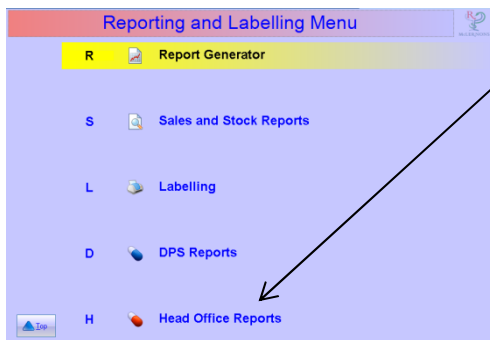 Reporting and Labelling Menu
R Report Generator
S Sales and Stock Reports
L Labelling
D DPS Reports
H Head Office Reports
Top